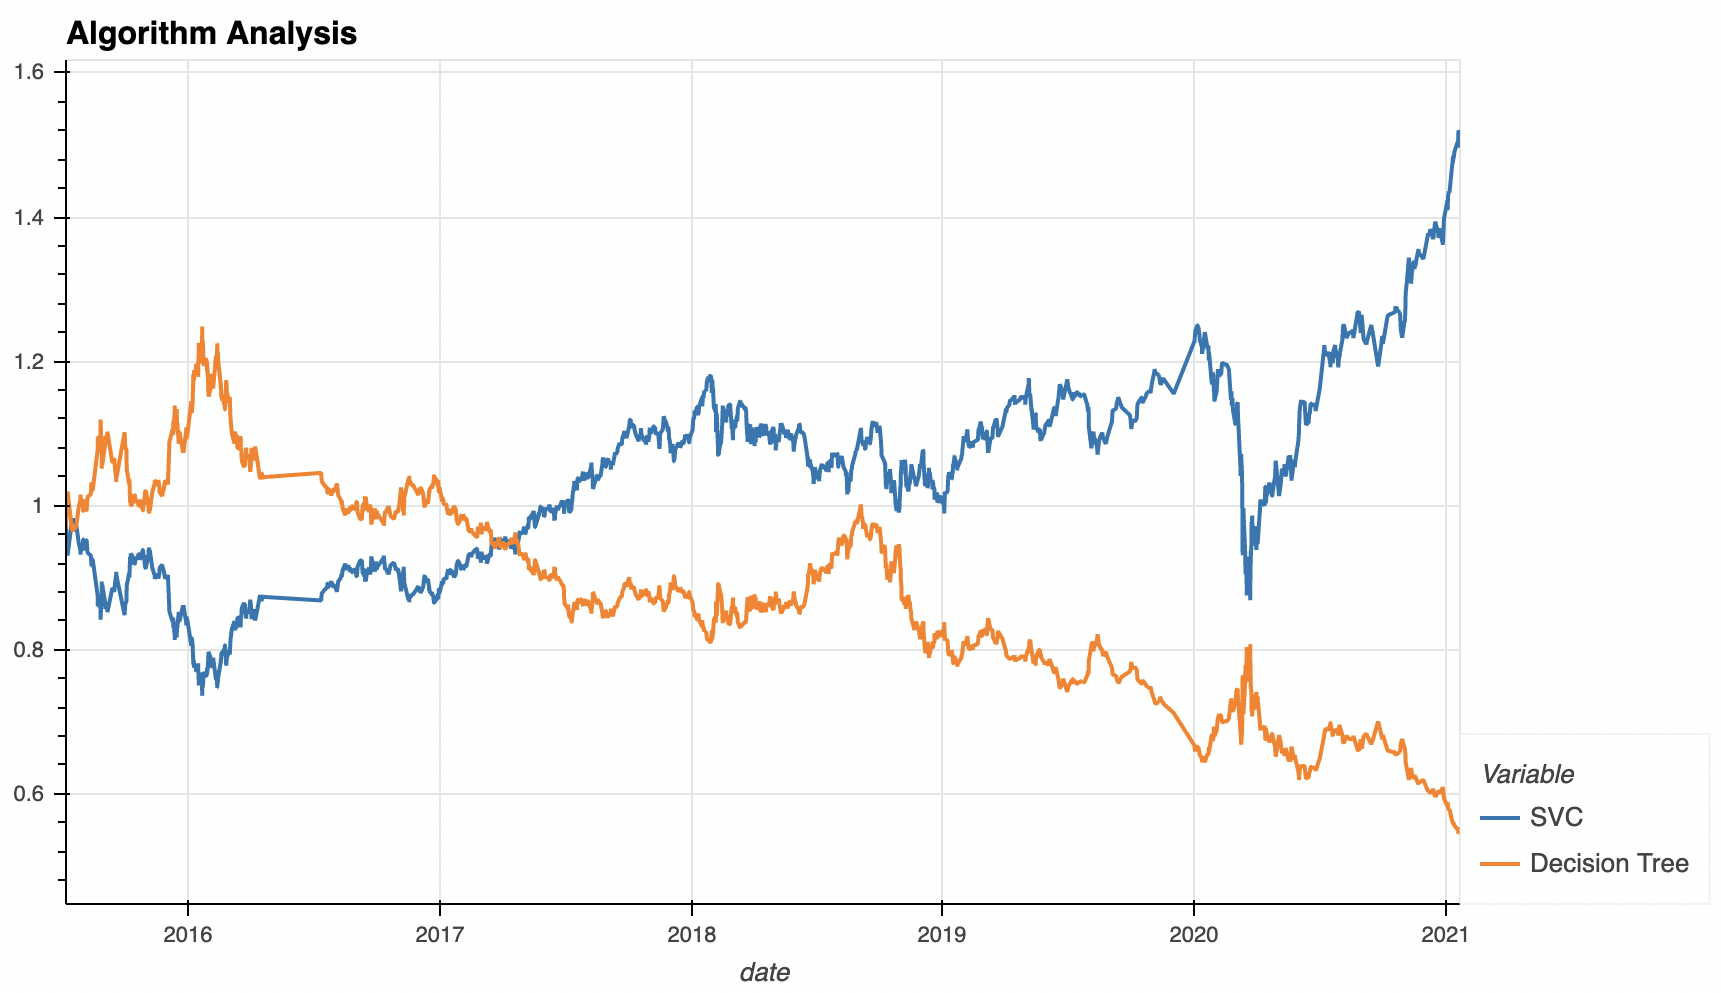 Algorithm Analysis
1.6
1.4
1.2
1
0.8
0.6
2016 2017 2018 2019 2020 2021
date
Variable
SVC
Decision Tree